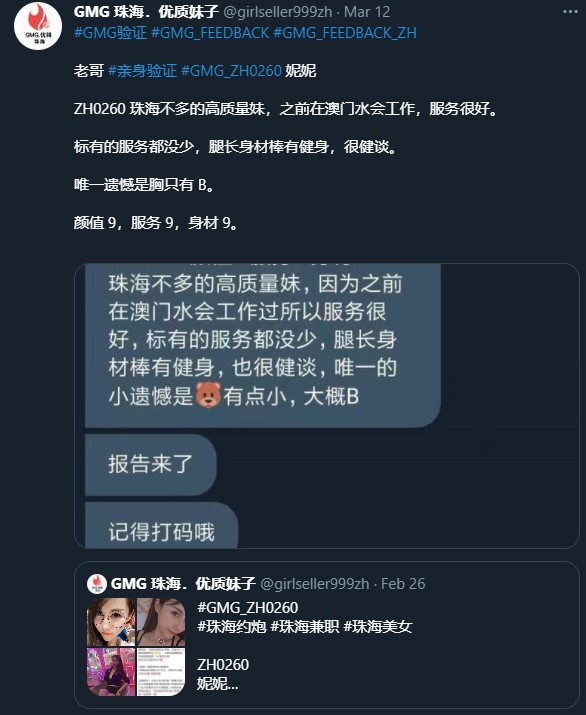 GMG 珠海．优质妹子 @girlseller999zh · Mar 12
#GMG验证 #GMG_FEEDBACK #GMG_FEEDBACK_ZH
老哥 #亲身验证 #GMG_ZH0260 妮妮
ZH0260 珠海不多的高质量妹，之前在澳门水会工作，服务很好。
标有的服务都没少，腿长身材棒有健身，很健谈。
唯一遗憾是胸只有 B。
颜值 9，服务 9，身材 9。
珠海不多的高质量妹，因为之前
在澳门水会工作过所以服务很
好，标有的服务都没少，腿长身
材棒有健身，也很健谈，唯一的
小遗憾是🐻有点小，大概B
报告来了
记得打码哦
GMG 珠海．优质妹子 @girlseller999zh · Feb 26
#GMG_ZH0260
#珠海约炮 #珠海兼职 #珠海美女
ZH0260
妮妮...
GMG.优精
珠海